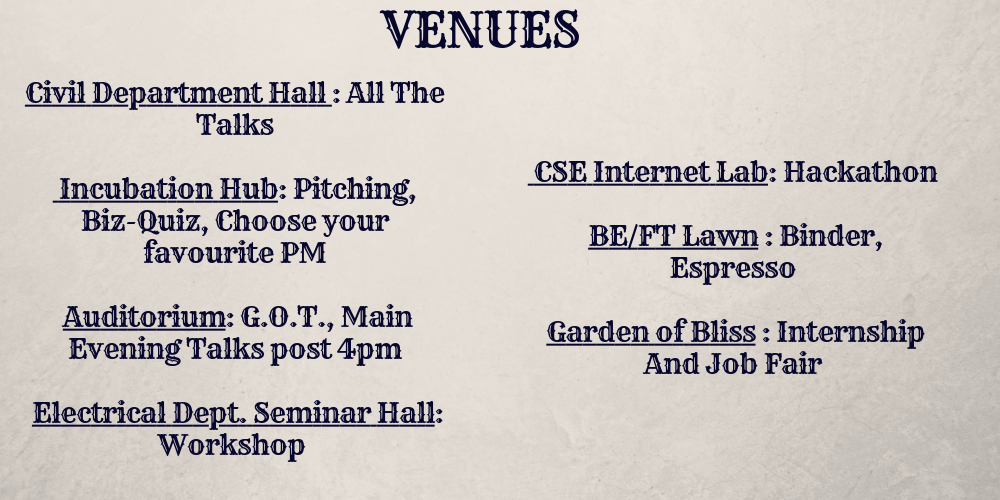 VENUES
Civil Department Hall : All The
Talks
Incubation Hub: Pitching,
Biz-Quiz, Choose your
favourite PM
Auditorium: G.O.T., Main
Evening Talks post 4pm
Electrical Dept. Seminar Hall:
Workshop
CSE Internet Lab: Hackathon
BE/FT Lawn : Binder,
Espresso
Garden of Bliss : Internship
And Job Fair